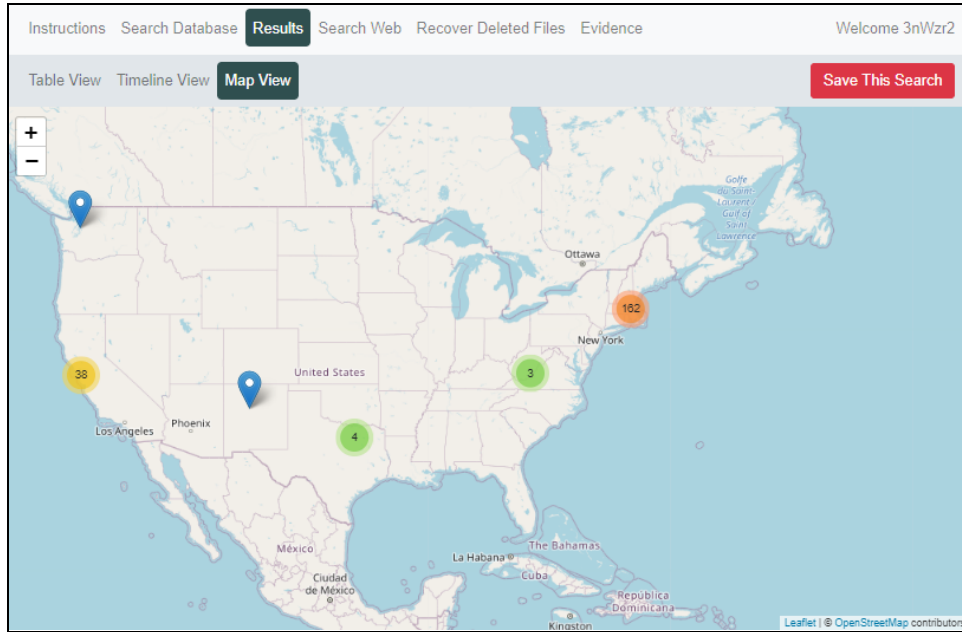 Instructions Search Database Results Search Web Recover Deleted Files Evidence Welcome 3nWzr2
Table View Timeline View Map View Save This Search
+
−
Golfe
du Saint-
Laurent /
Gulf of
Saint
Lawrence
Ottawa
162
New York
38
United States
3
Los Angeles
Phoenix
4
México
La Habana
The Bahamas
Cuba
Ciudad
de México
República
Dominicana
Kingston
Leaflet | © OpenStreetMap contributors